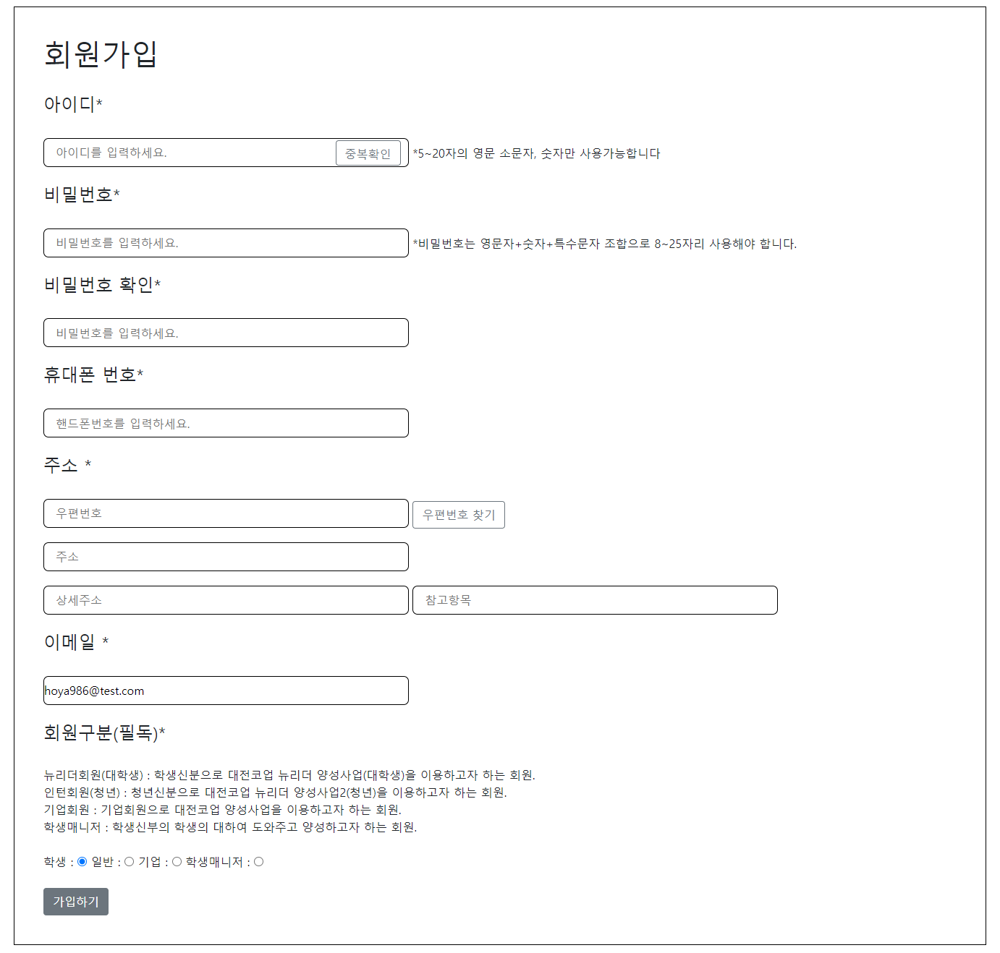 회원가입
아이디*
아이디를 입력하세요. 중복확인 *5~20자의 영문 소문자, 숫자만 사용가능합니다
비밀번호*
비밀번호를 입력하세요. *비밀번호는 영문자+숫자+특수문자 조합으로 8~25자리 사용해야 합니다.
비밀번호 확인*
비밀번호를 입력하세요.
휴대폰 번호*
핸드폰번호를 입력하세요.
주소 *
우편번호 우편번호 찾기
주소
상세주소 참고항목
이메일 *
hoya986@test.com
회원구분(필독)*
뉴리더회원(대학생) : 학생신분으로 대전코업 뉴리더 양성사업(대학생)을 이용하고자 하는 회원.
인턴회원(청년) : 청년신분으로 대전코업 뉴리더 양성사업2(청년)을 이용하고자 하는 회원.
기업회원 : 기업회원으로 대전코업 양성사업을 이용하고자 하는 회원.
학생매니저 : 학생신부의 학생의 대하여 도와주고 양성하고자 하는 회원.
학생 : 일반 : 기업 : 학생매니저 :
가입하기